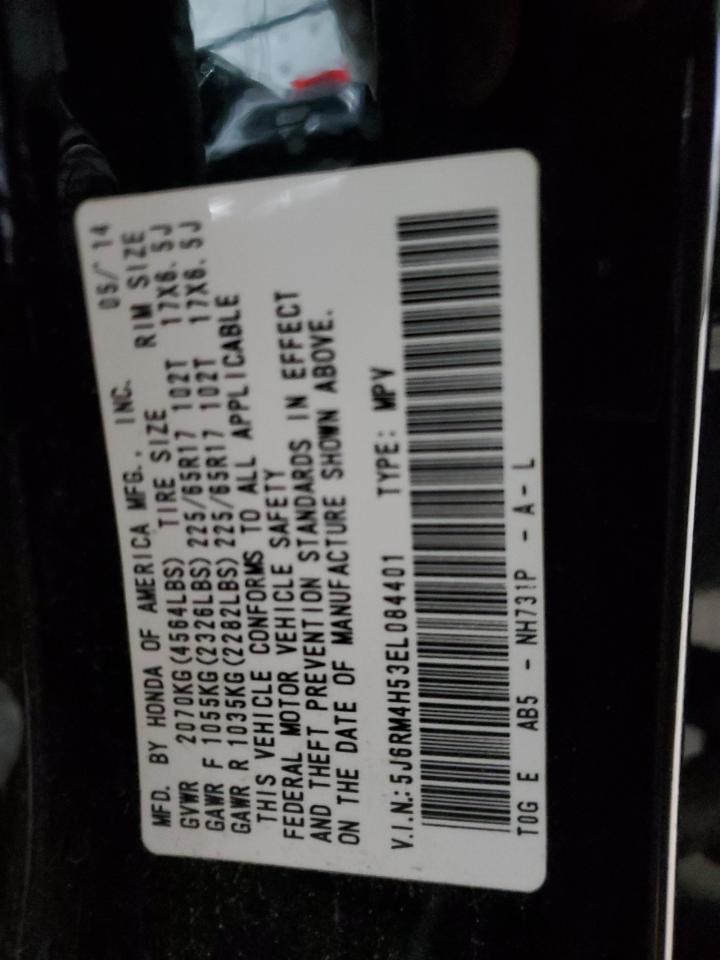 MFD. BY HONDA OF AMERICA MFG., INC. 05/'14
GVWR 2070KG(4564LBS) TIRE SIZE RIM SIZE
GAWR F 1055KG(2326LBS) 225/65R17 102T 17X6.5J
GAWR R 1035KG(2282LBS) 225/65R17 102T 17X6.5J
THIS VEHICLE CONFORMS TO ALL APPLICABLE
FEDERAL MOTOR VEHICLE SAFETY
AND THEFT PREVENTION STANDARDS IN EFFECT
ON THE DATE OF MANUFACTURE SHOWN ABOVE.
V.I.N.: 5J6RM4H53EL084401 TYPE: MPV
T0G E AB5 - NH731P - A - L